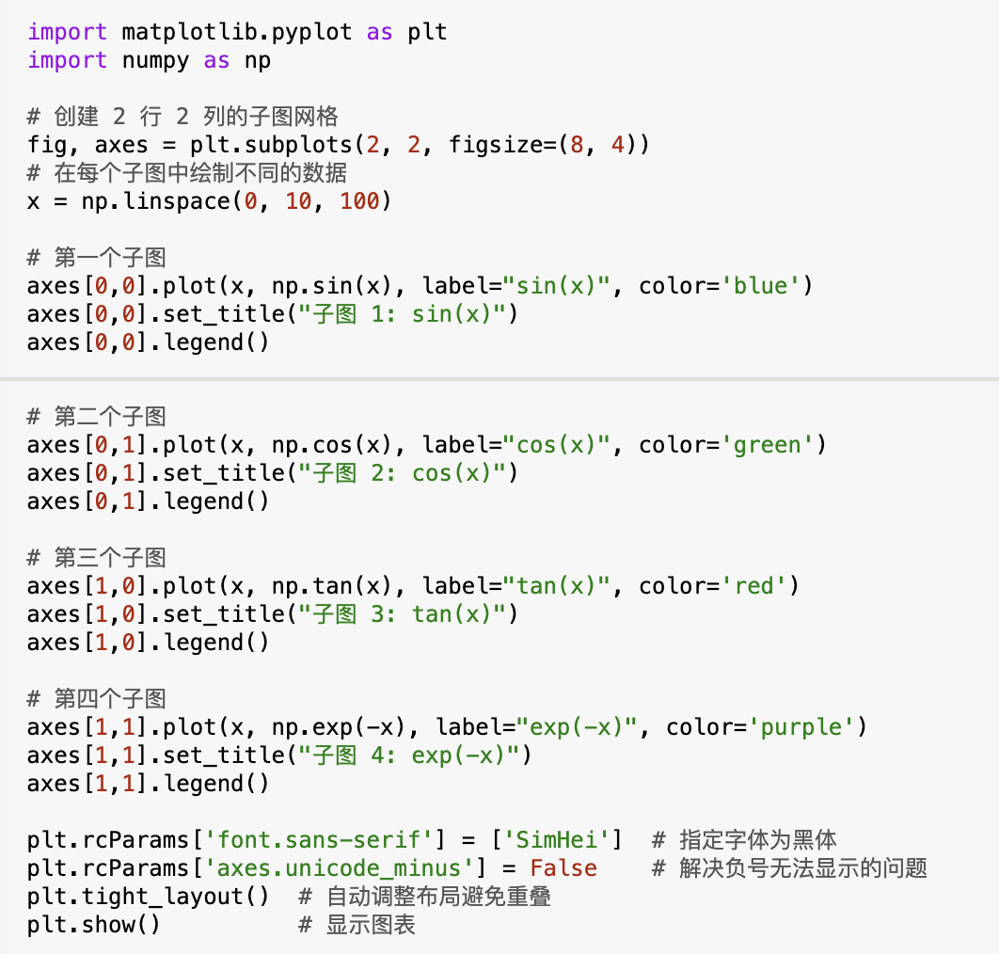 import matplotlib.pyplot as plt
import numpy as np
# 创建 2 行 2 列的子图网格
fig, axes = plt.subplots(2, 2, figsize=(8, 4))
# 在每个子图中绘制不同的数据
x = np.linspace(0, 10, 100)
# 第一个子图
axes[0,0].plot(x, np.sin(x), label="sin(x)", color='blue')
axes[0,0].set_title("子图 1: sin(x)")
axes[0,0].legend()
# 第二个子图
axes[0,1].plot(x, np.cos(x), label="cos(x)", color='green')
axes[0,1].set_title("子图 2: cos(x)")
axes[0,1].legend()
# 第三个子图
axes[1,0].plot(x, np.tan(x), label="tan(x)", color='red')
axes[1,0].set_title("子图 3: tan(x)")
axes[1,0].legend()
# 第四个子图
axes[1,1].plot(x, np.exp(-x), label="exp(-x)", color='purple')
axes[1,1].set_title("子图 4: exp(-x)")
axes[1,1].legend()
plt.rcParams['font.sans-serif'] = ['SimHei']  # 指定字体为黑体
plt.rcParams['axes.unicode_minus'] = False    # 解决负号无法显示的问题
plt.tight_layout()  # 自动调整布局避免重叠
plt.show()          # 显示图表